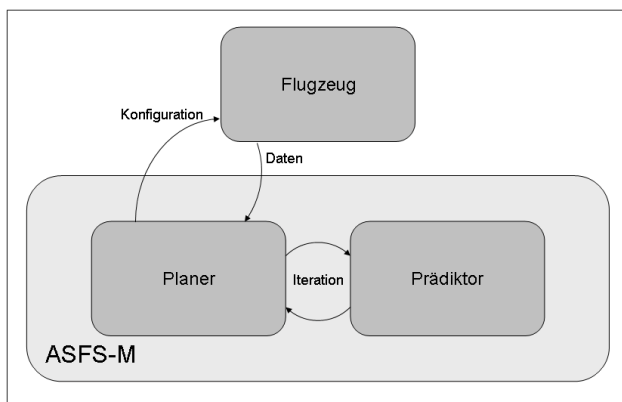 Flugzeug
Konfiguration
Daten
Planer
Iteration
Prädiktor
ASFS-M